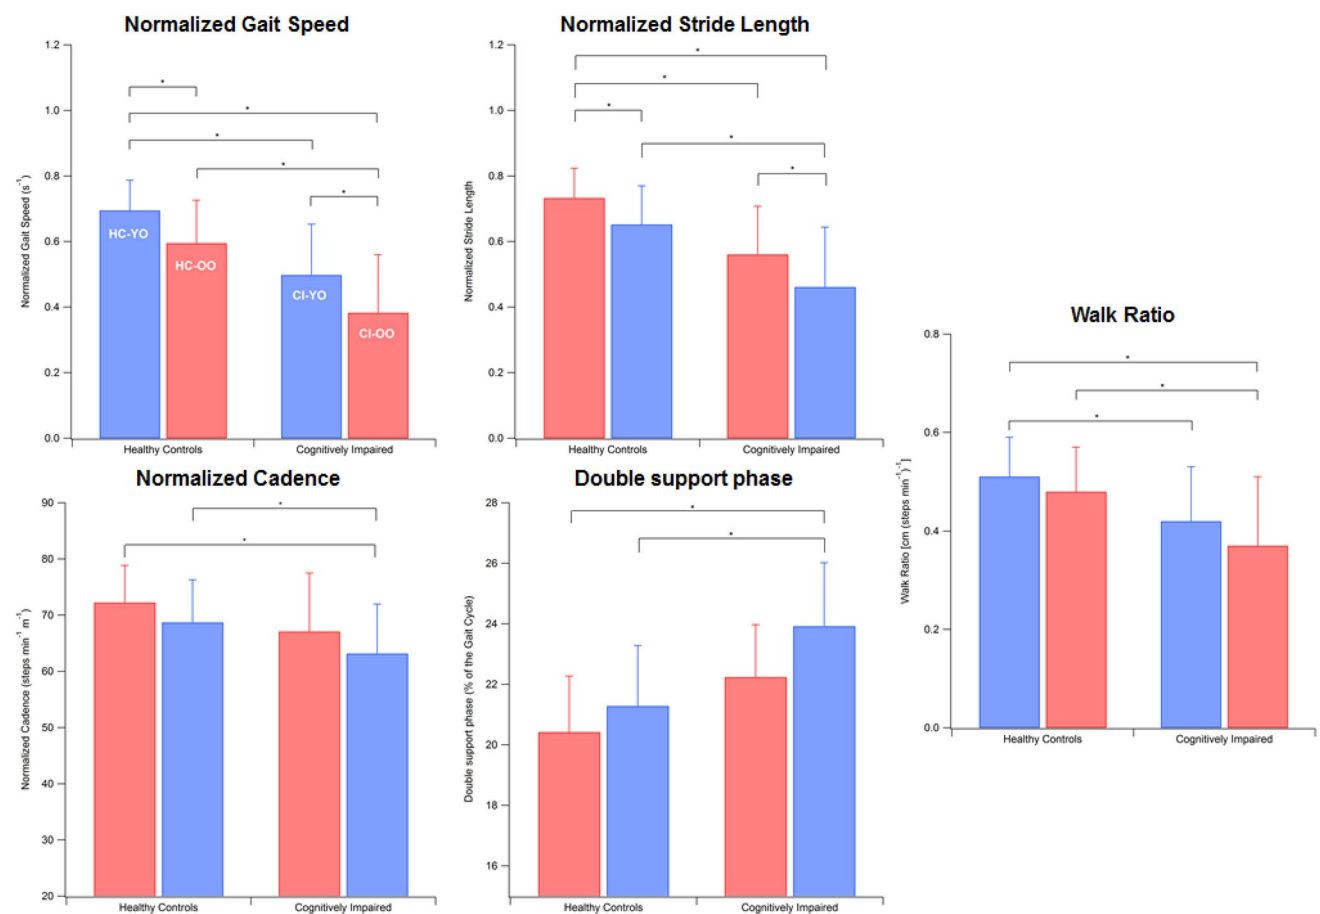 Normalized Gait Speed
Normalized Gait Speed (s⁻¹)
1.2
1.0
0.8
0.6
0.4
0.2
0.0
*
*
*
*
*
HC-YO
HC-OO
CI-YO
CI-OO
Healthy Controls
Cognitively Impaired
Normalized Stride Length
Normalized Stride Length
1.2
1.0
0.8
0.6
0.4
0.2
0.0
*
*
*
*
*
Healthy Controls
Cognitively Impaired
Normalized Cadence
Normalized Cadence (steps min⁻¹ m⁻¹)
90
80
70
60
50
40
30
20
*
*
Healthy Controls
Cognitively Impaired
Double support phase
Double support phase (% of the Gait Cycle)
28
26
24
22
20
18
16
*
*
Healthy Controls
Cognitively Impaired
Walk Ratio
Walk Ratio [cm (steps min⁻¹)⁻¹]
0.8
0.6
0.4
0.2
0.0
*
*
*
Healthy Controls
Cognitively Impaired